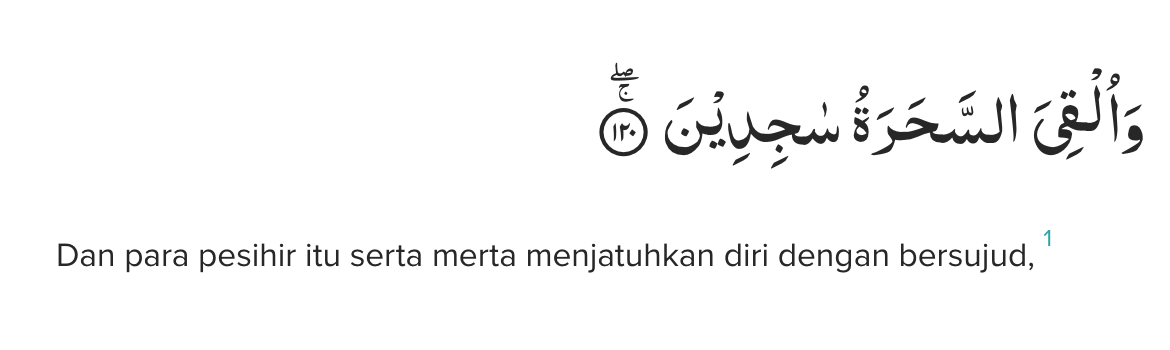 وَاُلْقِيَ السَّحَرَةُ سٰجِدِيْنَ ۖۚ ١٢٠
Dan para pesihir itu serta merta menjatuhkan diri dengan bersujud, 1